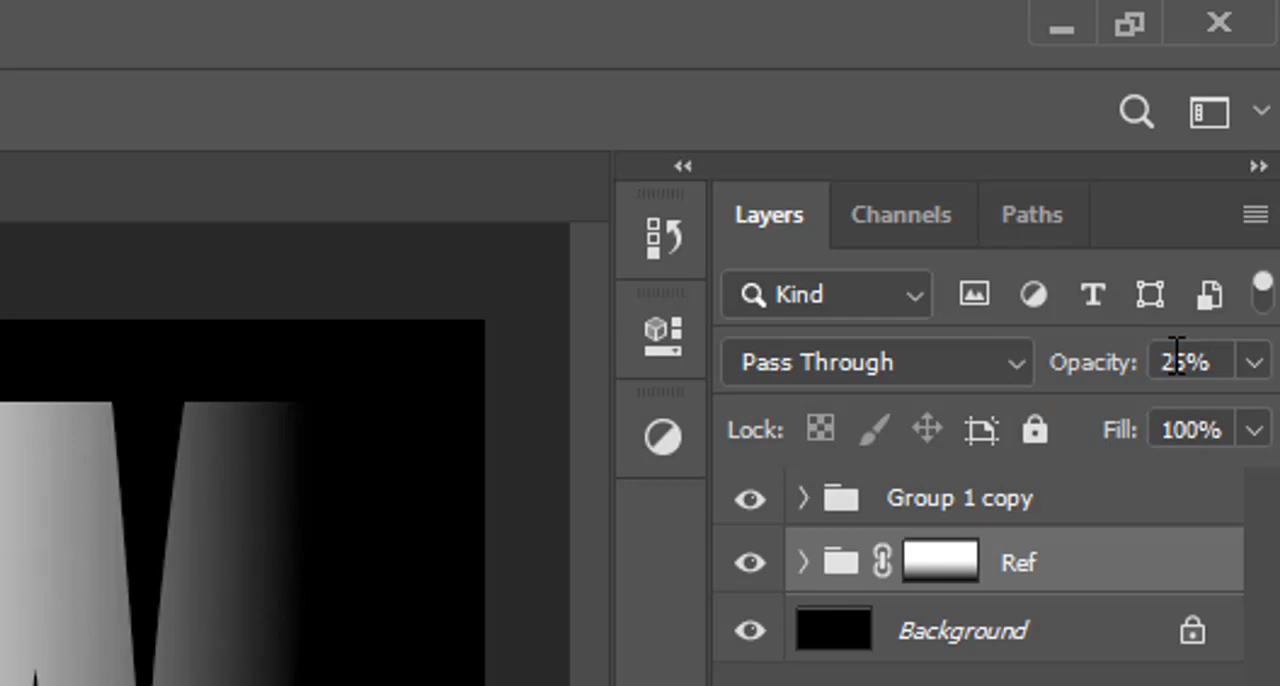 Layers Channels Paths
Kind
Pass Through Opacity: 25%
Lock: Fill: 100%
Group 1 copy
Ref
Background